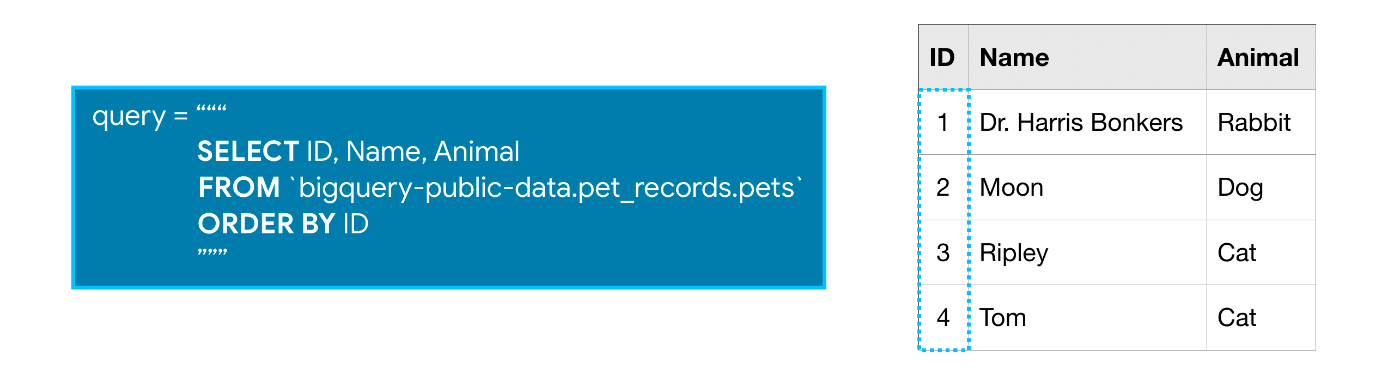 query = “““
SELECT ID, Name, Animal
FROM `bigquery-public-data.pet_records.pets`
ORDER BY ID
”””
ID Name Animal
1 Dr. Harris Bonkers Rabbit
2 Moon Dog
3 Ripley Cat
4 Tom Cat